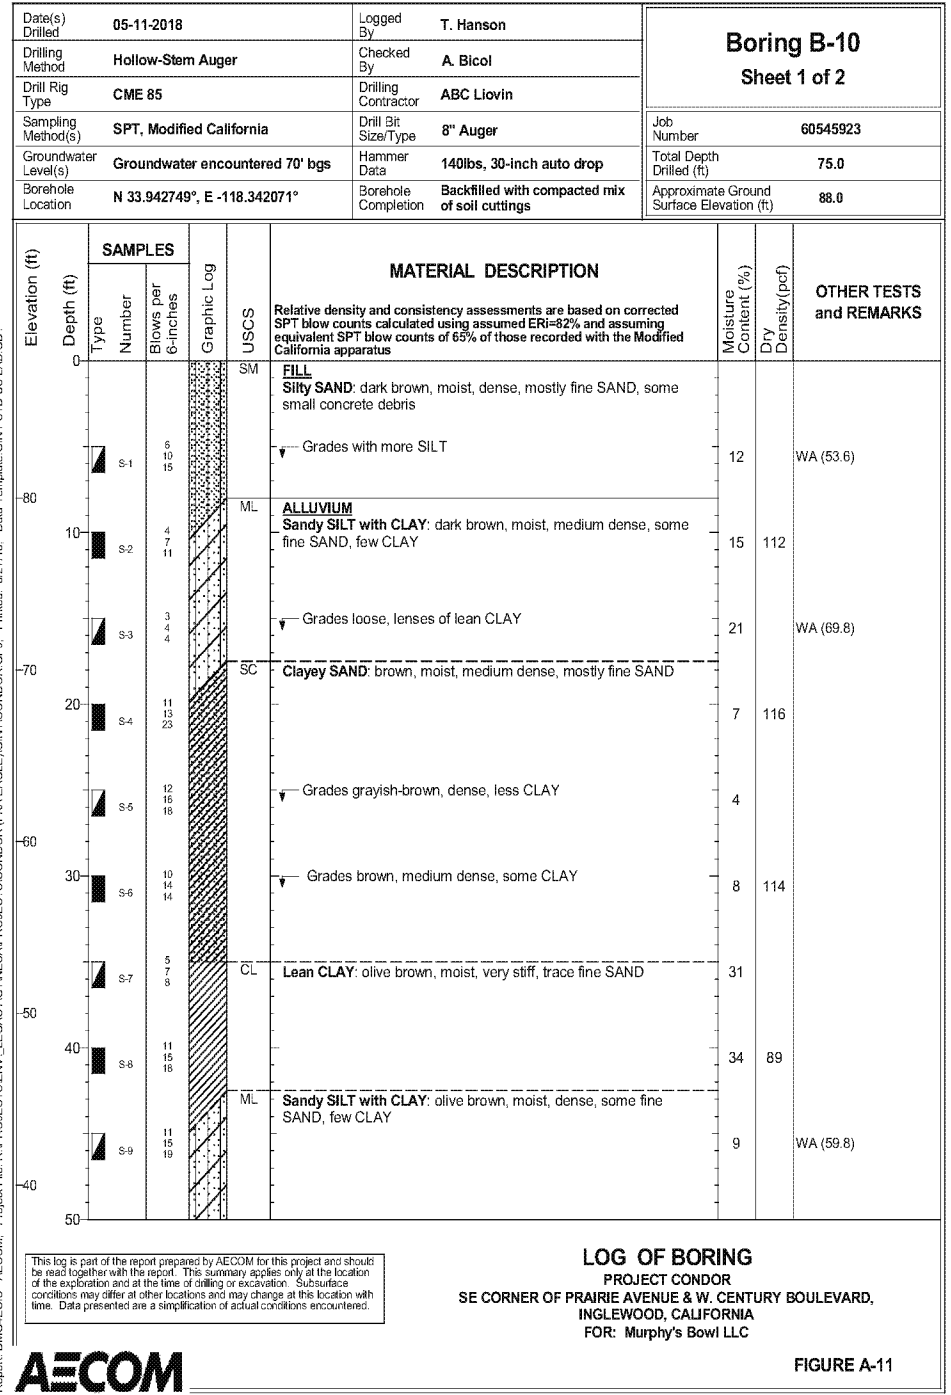 Date(s) Drilled 05-11-2018 Logged By T. Hanson
Drilling Method Hollow-Stem Auger Checked By A. Bicol
Drill Rig Type CME 85 Drilling Contractor ABC Liovin
Sampling Method(s) SPT, Modified California Drill Bit Size/Type 8" Auger
Groundwater Level(s) Groundwater encountered 70' bgs Hammer Data 140lbs, 30-inch auto drop
Borehole Location N 33.942749°, E -118.342071° Borehole Completion Backfilled with compacted mix of soil cuttings
Boring B-10
Sheet 1 of 2
Job Number 60545923
Total Depth Drilled (ft) 75.0
Approximate Ground Surface Elevation (ft) 88.0
Elevation (ft)
Depth (ft)
SAMPLES
Type
Number
Blows per 6-inches
Graphic Log
USCS
MATERIAL DESCRIPTION
Relative density and consistency assessments are based on corrected
SPT blow counts calculated using assumed ERi=82% and assuming
equivalent SPT blow counts of 65% of those recorded with the Modified
California apparatus
Moisture Content (%)
Dry Density(pcf)
OTHER TESTS
and REMARKS
0
SM FILL
Silty SAND: dark brown, moist, dense, mostly fine SAND, some
small concrete debris
S-1 6 10 15 Grades with more SILT 12 WA (53.6)
80
ML ALLUVIUM
Sandy SILT with CLAY: dark brown, moist, medium dense, some
fine SAND, few CLAY
10 S-2 4 7 11 15 112
S-3 3 4 4 Grades loose, lenses of lean CLAY 21 WA (69.8)
70
SC Clayey SAND: brown, moist, medium dense, mostly fine SAND
20 S-4 11 13 23 7 116
S-5 12 16 18 Grades grayish-brown, dense, less CLAY 4
60
30 S-6 10 14 14 Grades brown, medium dense, some CLAY 8 114
S-7 5 7 8 CL Lean CLAY: olive brown, moist, very stiff, trace fine SAND 31
50
40 S-8 11 15 18 34 89
ML Sandy SILT with CLAY: olive brown, moist, dense, some fine
SAND, few CLAY
S-9 11 15 19 9 WA (59.8)
40
50
This log is part of the report prepared by AECOM for this project and should
be read together with the report. This summary applies only at the location
of the exploration and at the time of drilling or excavation. Subsurface
conditions may differ at other locations and may change at this location with
time. Data presented are a simplification of actual conditions encountered.
LOG OF BORING
PROJECT CONDOR
SE CORNER OF PRAIRIE AVENUE & W. CENTURY BOULEVARD,
INGLEWOOD, CALIFORNIA
FOR: Murphy's Bowl LLC
AECOM
FIGURE A-11